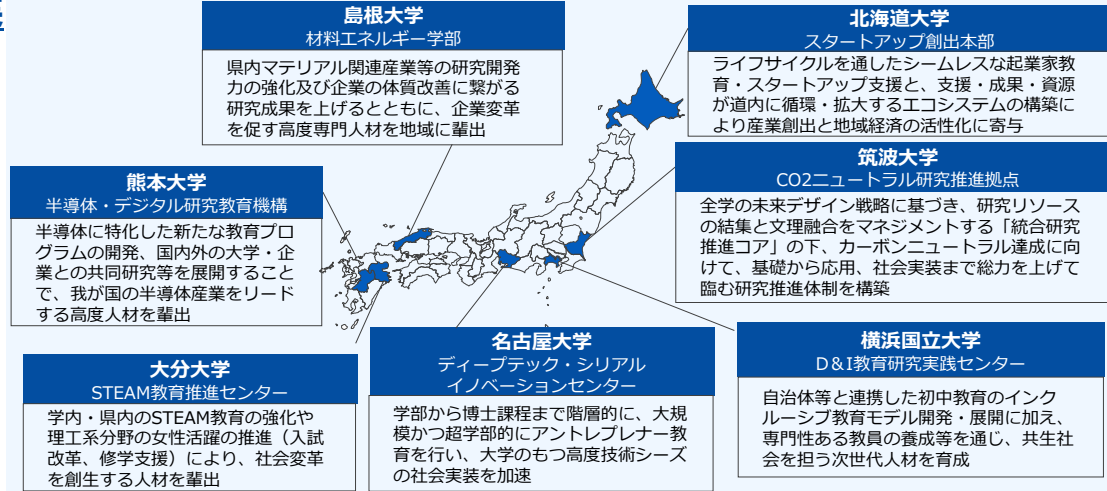 島根大学
材料エネルギー学部
県内マテリアル関連産業等の研究開発
力の強化及び企業の体質改善に繋がる
研究成果を上げるとともに、企業変革
を促す高度専門人材を地域に輩出
北海道大学
スタートアップ創出本部
ライフサイクルを通したシームレスな起業家教
育・スタートアップ支援と、支援・成果・資源
が道内に循環・拡大するエコシステムの構築に
より産業創出と地域経済の活性化に寄与
熊本大学
半導体・デジタル研究教育機構
半導体に特化した新たな教育プロ
グラムの開発、国内外の大学・企
業との共同研究等を展開すること
で、我が国の半導体産業をリード
する高度人材を輩出
筑波大学
CO2ニュートラル研究推進拠点
全学の未来デザイン戦略に基づき、研究リソース
の結集と文理融合をマネジメントする「統合研究
推進コア」の下、カーボンニュートラル達成に向
けて、基礎から応用、社会実装まで総力を上げて
臨む研究推進体制を構築
大分大学
STEAM教育推進センター
学内・県内のSTEAM教育の強化や
理工系分野の女性活躍の推進（入試
改革、修学支援）により、社会変革
を創生する人材を輩出
名古屋大学
ディープテック・シリアル
イノベーションセンター
学部から博士課程まで階層的に、大規
模かつ超学部的にアントレプレナー教
育を行い、大学のもつ高度技術シーズ
の社会実装を加速
横浜国立大学
D＆I教育研究実践センター
自治体等と連携した初中教育のインク
ルーシブ教育モデル開発・展開に加え、
専門性ある教員の養成等を通じ、共生社
会を担う次世代人材を育成